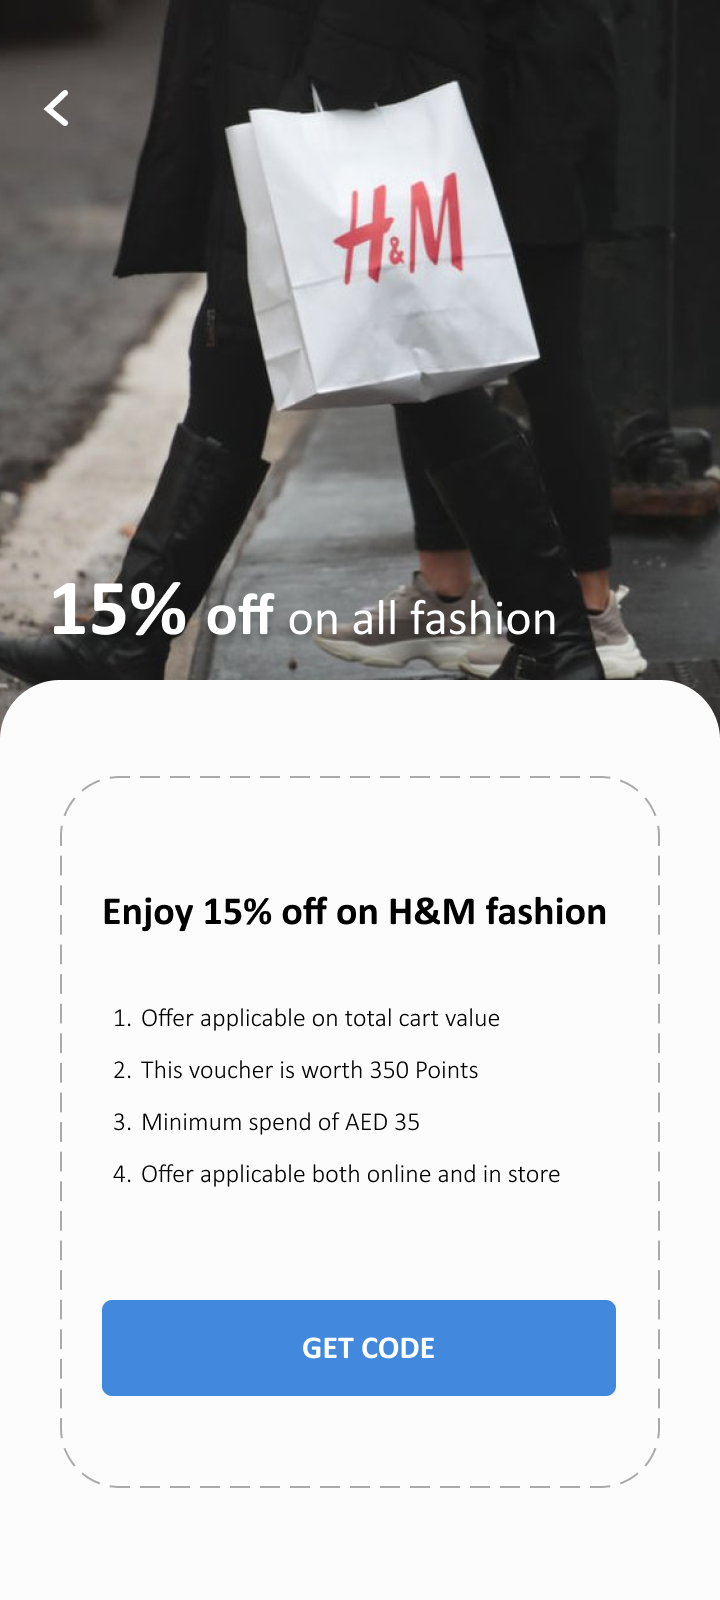 H&M
15% off on all fashion
Enjoy 15% off on H&M fashion
1. Offer applicable on total cart value
2. This voucher is worth 350 Points
3. Minimum spend of AED 35
4. Offer applicable both online and in store
GET CODE